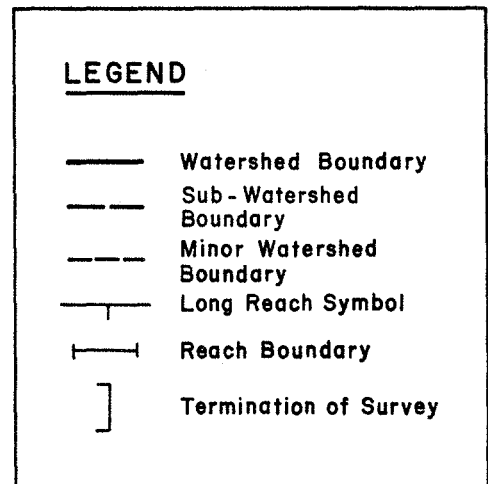 LEGEND
Watershed Boundary
Sub-Watershed
Boundary
Minor Watershed
Boundary
Long Reach Symbol
Reach Boundary
Termination of Survey